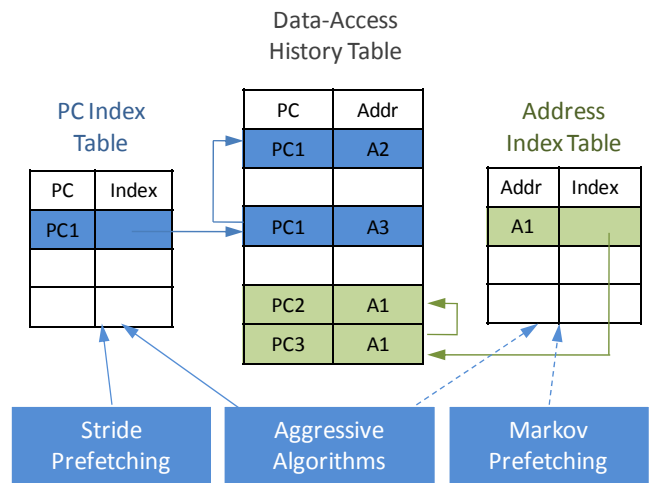 Data-Access
History Table
PC Index
Table
Address
Index Table
PC Addr
PC1 A2
PC1 A3
PC2 A1
PC3 A1
PC Index
PC1
Addr Index
A1
Stride
Prefetching
Aggressive
Algorithms
Markov
Prefetching